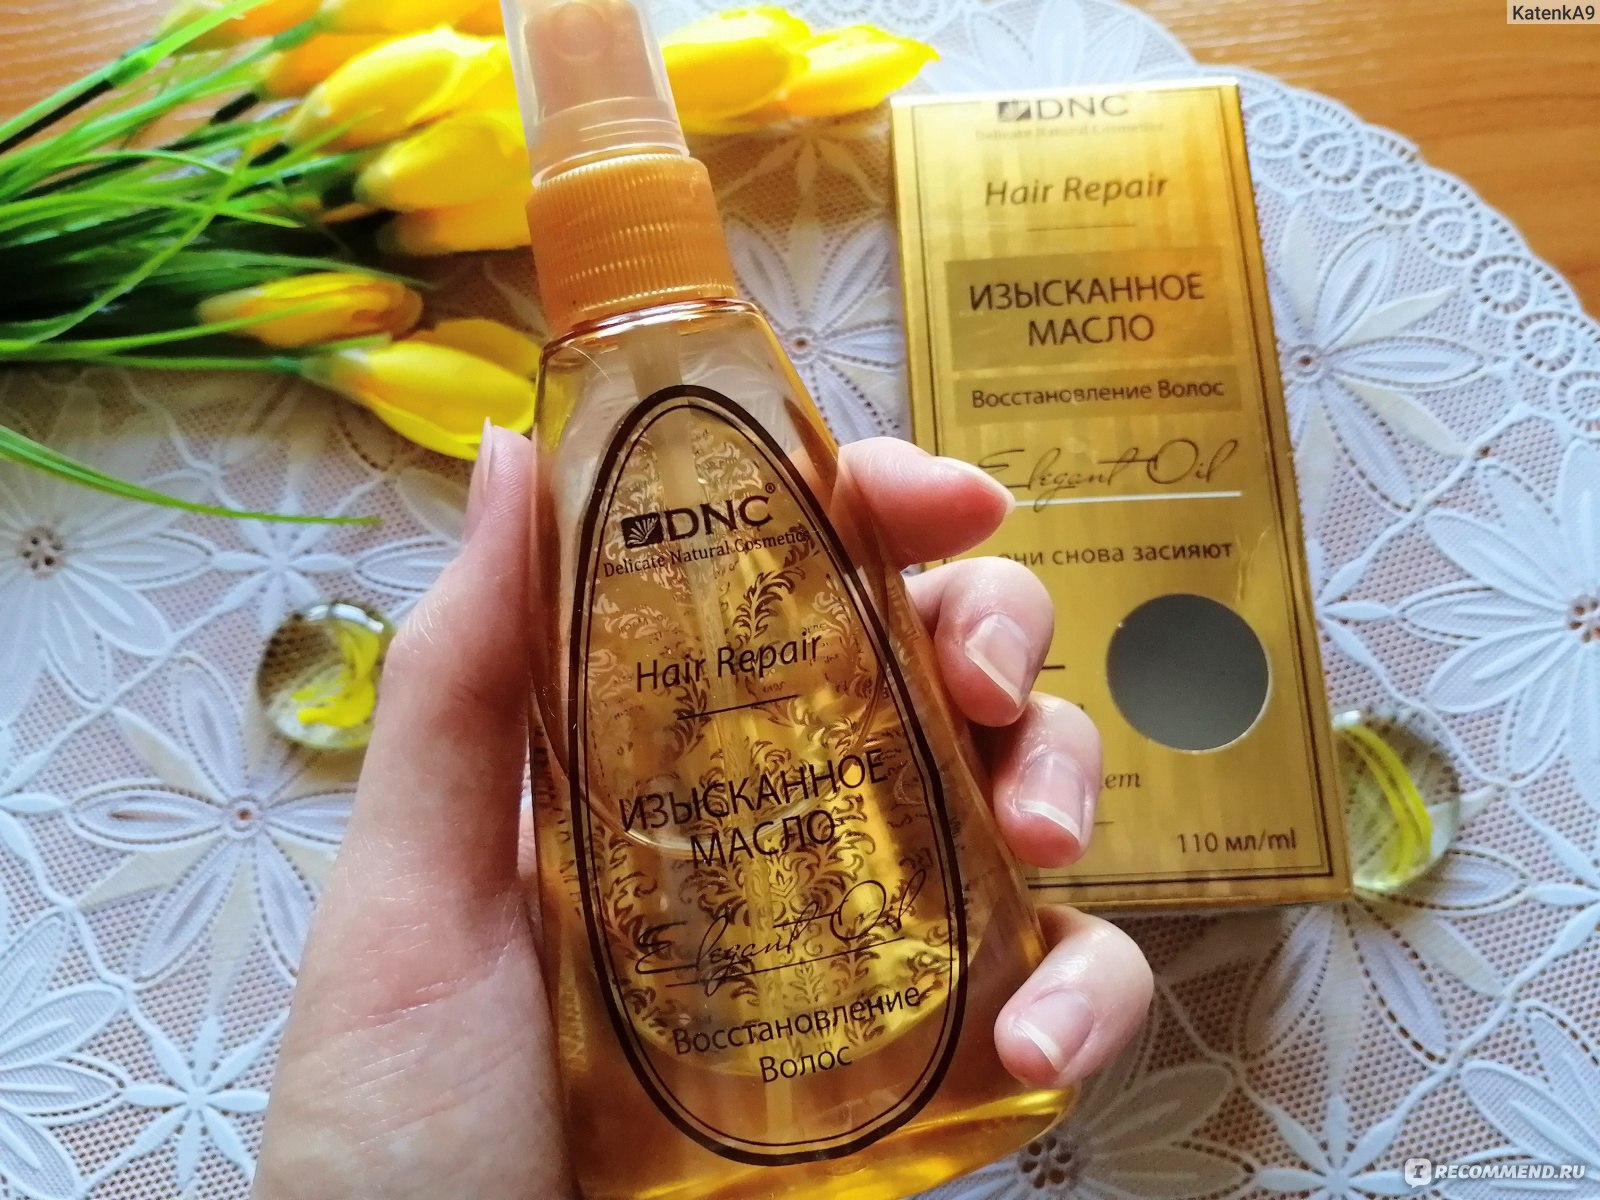 KatenkA9
DNC
Delicate Natural Cosmetics
Hair Repair
ИЗЫСКАННОЕ
МАСЛО
Восстановление Волос
Elegant Oil
они снова засияют
110 мл/ml
DNC®
Delicate Natural Cosmetics
Hair Repair
ИЗЫСКАННОЕ
МАСЛО
Elegant Oil
Восстановление
Волос
IRECOMMEND.RU